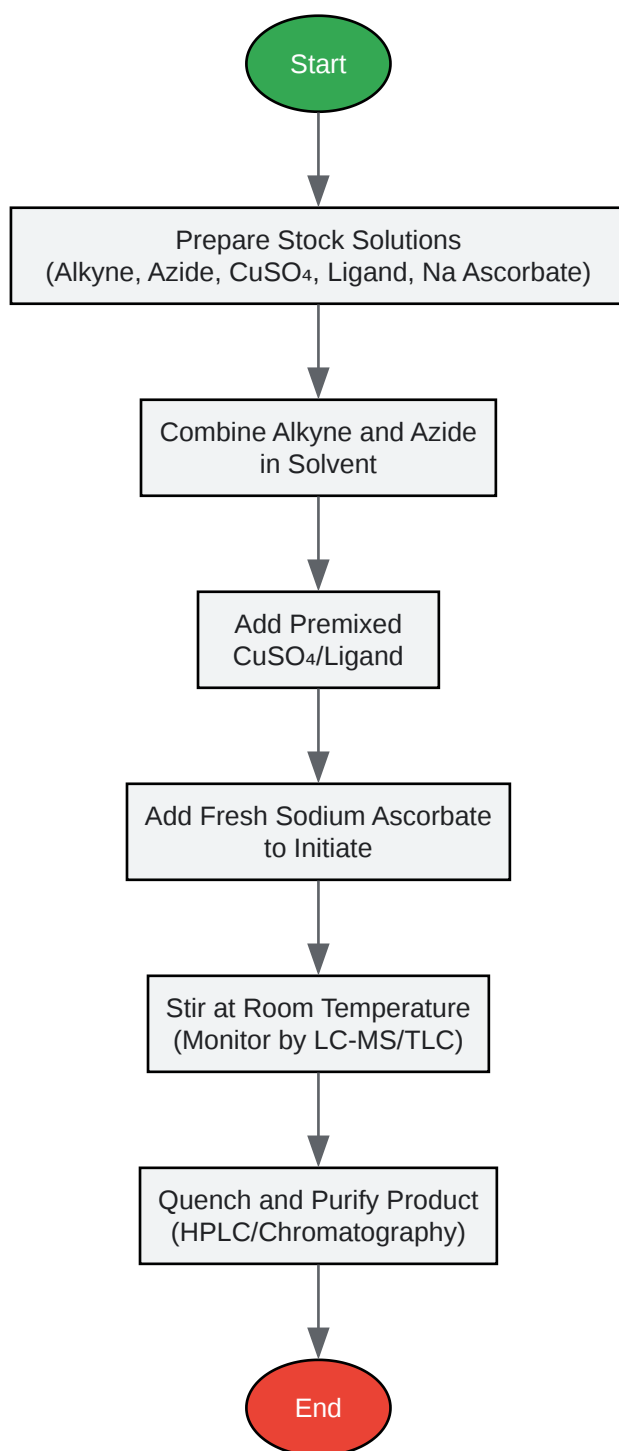 Start
Prepare Stock Solutions
(Alkyne, Azide, CuSO₄, Ligand, Na Ascorbate)
Combine Alkyne and Azide
in Solvent
Add Premixed
CuSO₄/Ligand
Add Fresh Sodium Ascorbate
to Initiate
Stir at Room Temperature
(Monitor by LC-MS/TLC)
Quench and Purify Product
(HPLC/Chromatography)
End